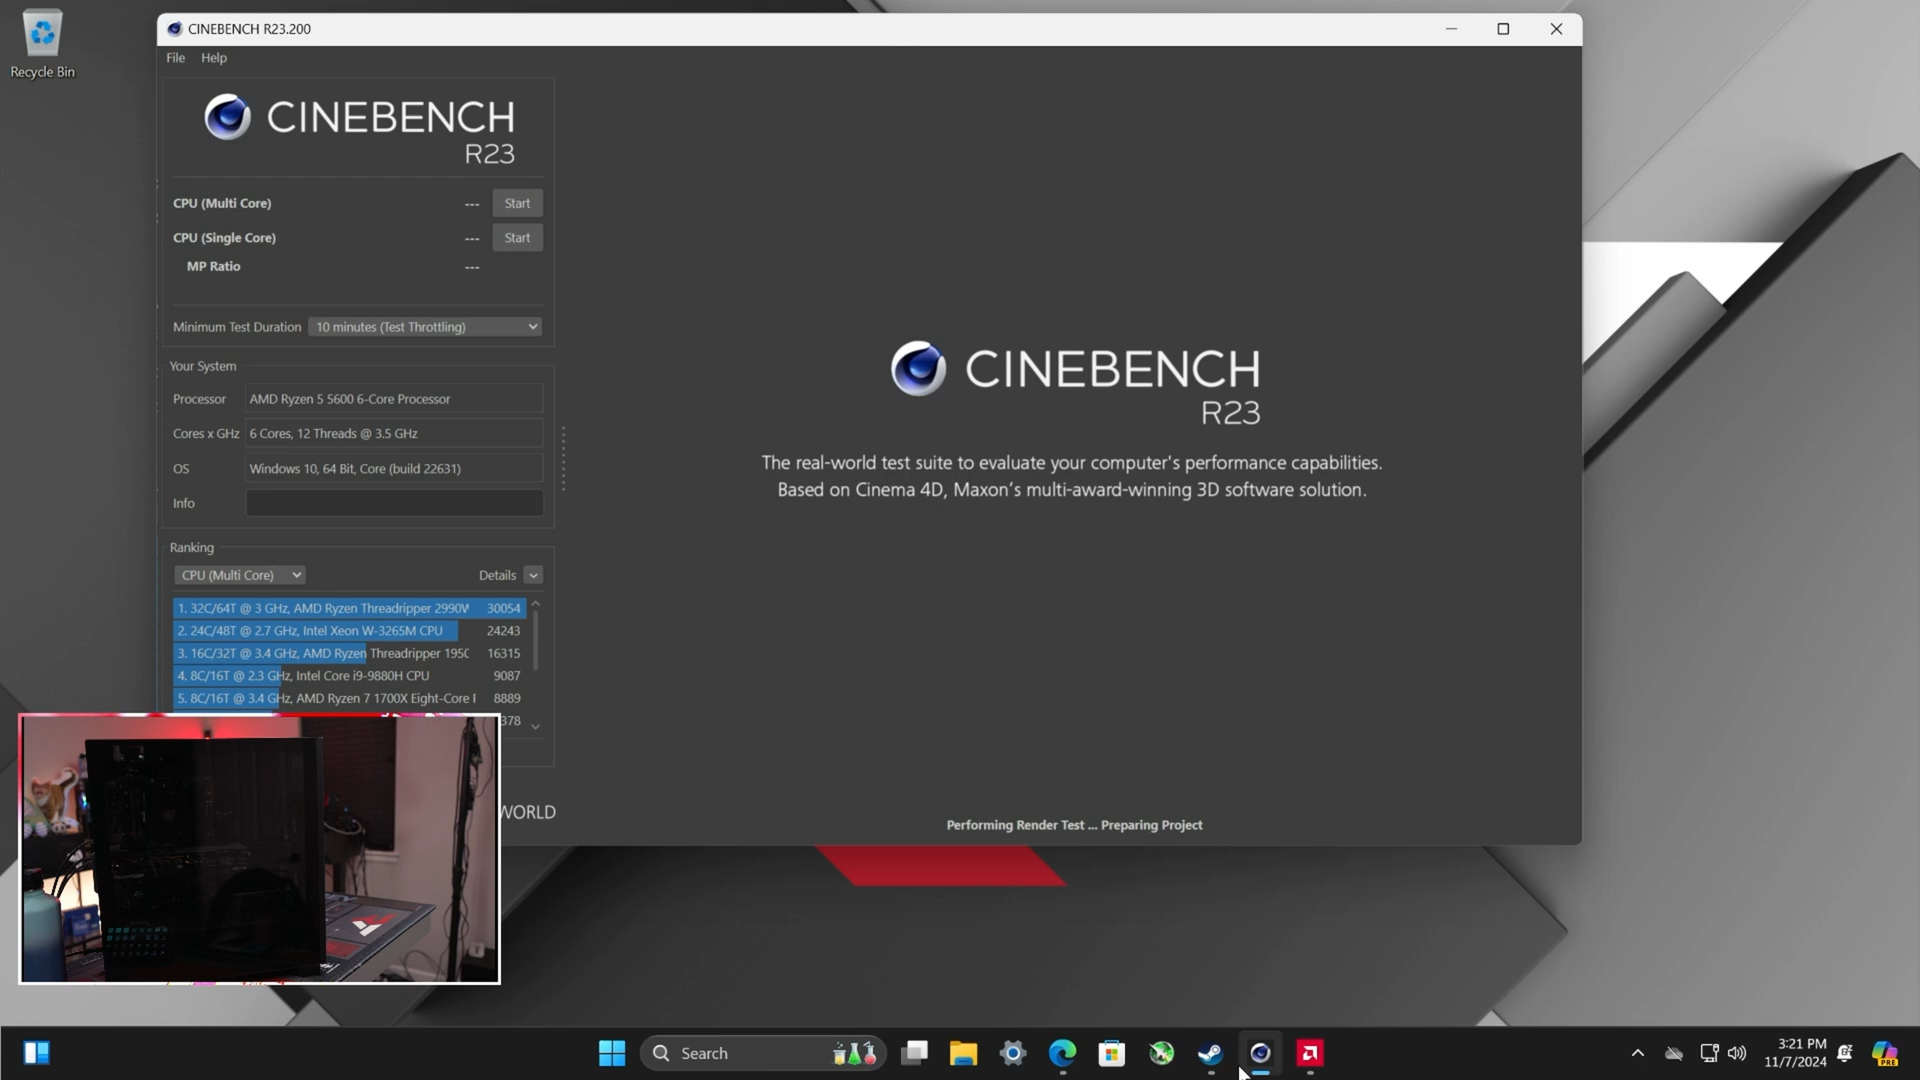 Recycle Bin
CINEBENCH R23.200
File Help
CINEBENCH
R23
CPU (Multi Core) --- Start
CPU (Single Core) --- Start
MP Ratio ---
Minimum Test Duration 10 minutes (Test Throttling)
Your System
Processor AMD Ryzen 5 5600 6-Core Processor
Cores x GHz 6 Cores, 12 Threads @ 3.5 GHz
OS Windows 10, 64 Bit, Core (build 22631)
Info
Ranking
CPU (Multi Core) Details
1. 32C/64T @ 3 GHz, AMD Ryzen Threadripper 2990W 30054
2. 24C/48T @ 2.7 GHz, Intel Xeon W-3265M CPU 24243
3. 16C/32T @ 3.4 GHz, AMD Ryzen Threadripper 1950 16315
4. 8C/16T @ 2.3 GHz, Intel Core i9-9880H CPU 9087
5. 8C/16T @ 3.4 GHz, AMD Ryzen 7 1700X Eight-Core 8889
378
WORLD
CINEBENCH
R23
The real-world test suite to evaluate your computer's performance capabilities.
Based on Cinema 4D, Maxon's multi-award-winning 3D software solution.
Performing Render Test ... Preparing Project
Search
3:21 PM
11/7/2024
PRE